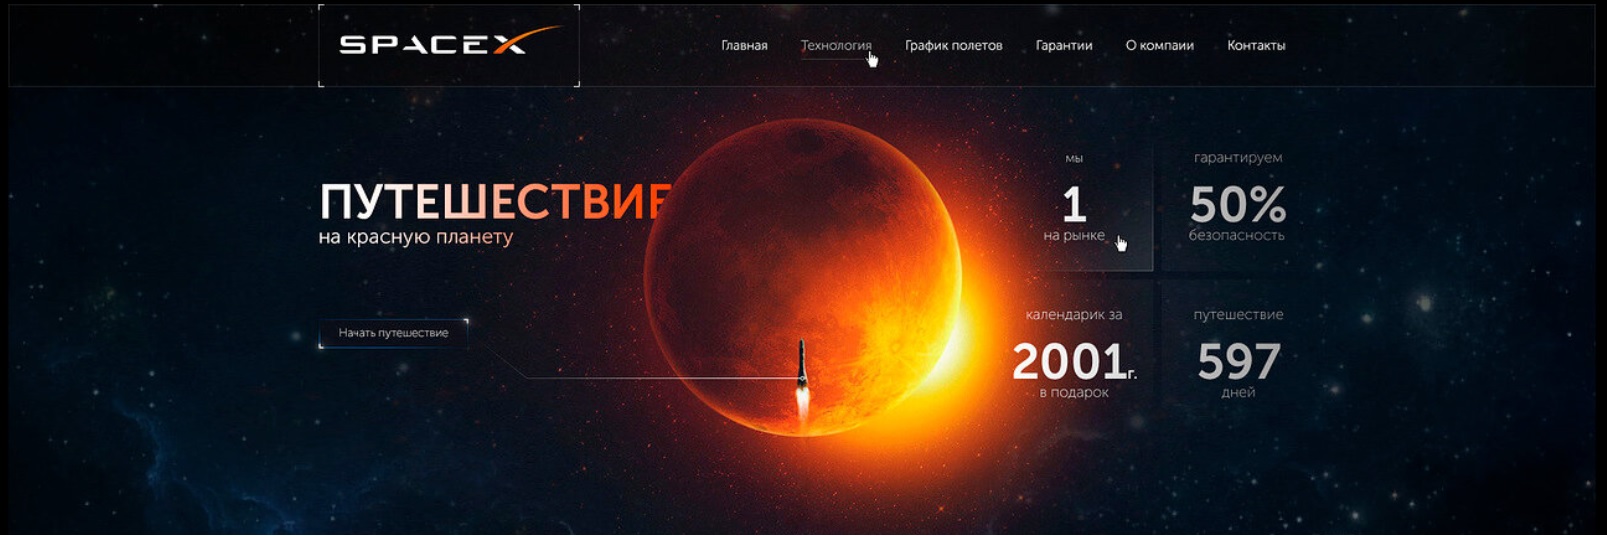 SPACEX
Главная Технология График полетов Гарантии О компаии Контакты
ПУТЕШЕСТВИЕ
на красную планету
Начать путешествие
мы
1
на рынке
гарантируем
50%
безопасность
календарик за
2001г.
в подарок
путешествие
597
дней